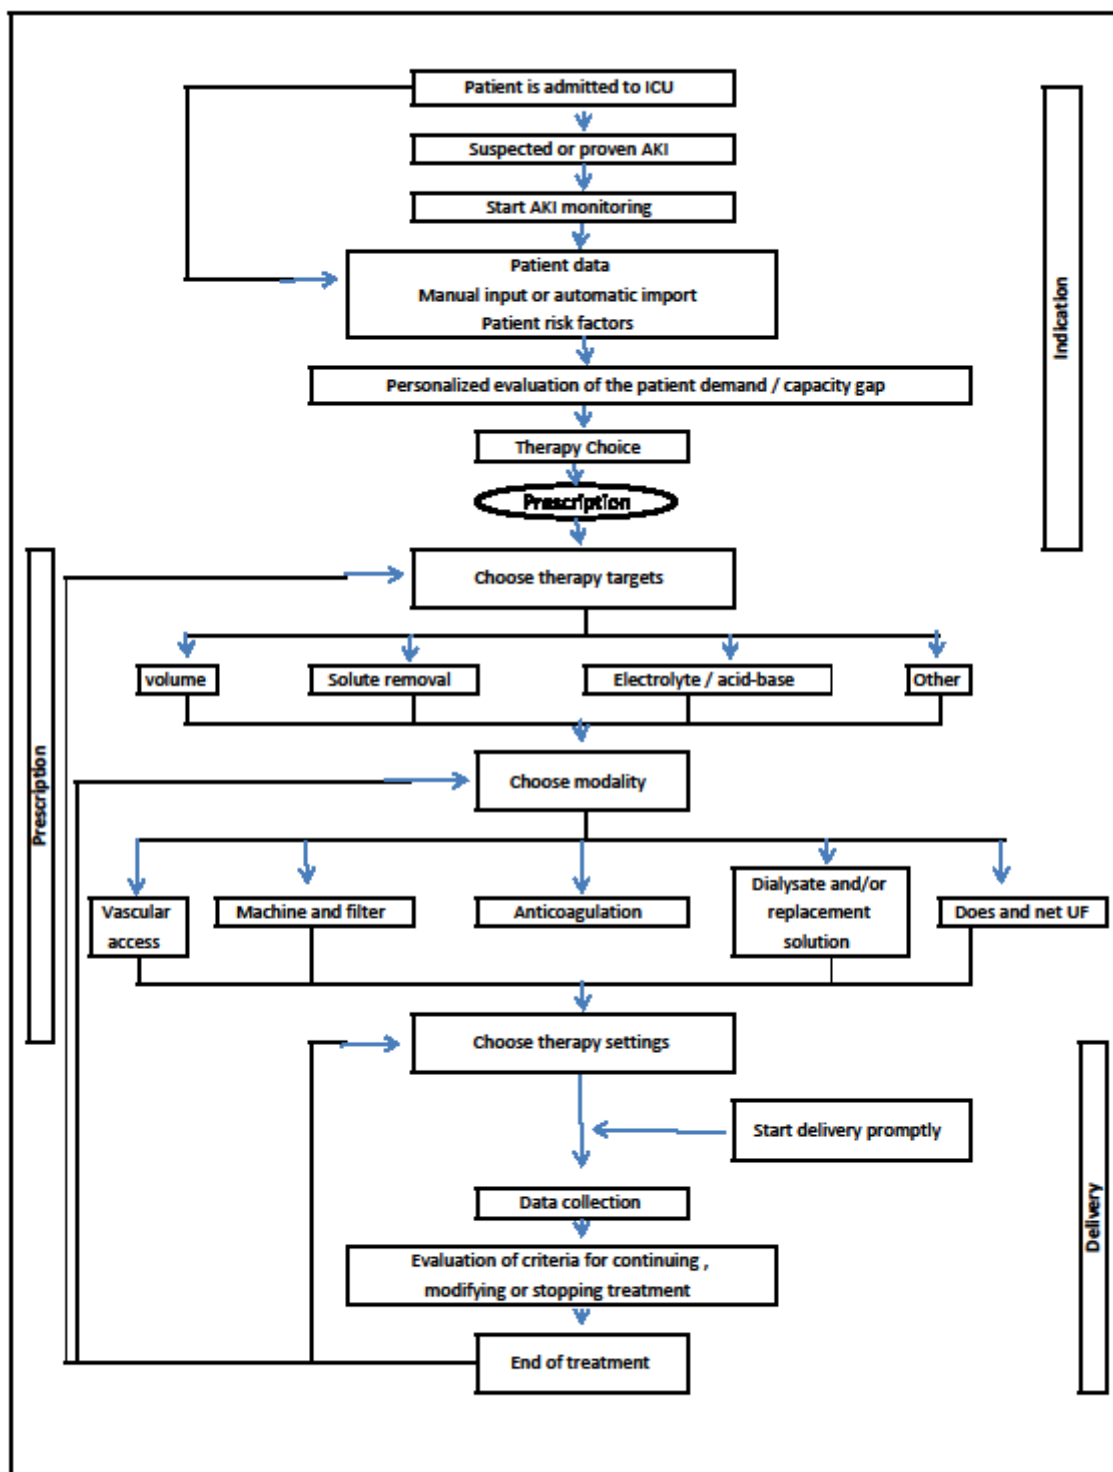 Patient is admitted to ICU
Suspected or proven AKI
Start AKI monitoring
Patient data
Manual input or automatic import
Patient risk factors
Indication
Personalized evaluation of the patient demand / capacity gap
Therapy Choice
Prescription
Choose therapy targets
volume
Solute removal
Electrolyte / acid-base
Other
Prescription
Choose modality
Vascular
access
Machine and filter
Anticoagulation
Dialysate and/or
replacement
solution
Does and net UF
Choose therapy settings
Start delivery promptly
Delivery
Data collection
Evaluation of criteria for continuing ,
modifying or stopping treatment
End of treatment